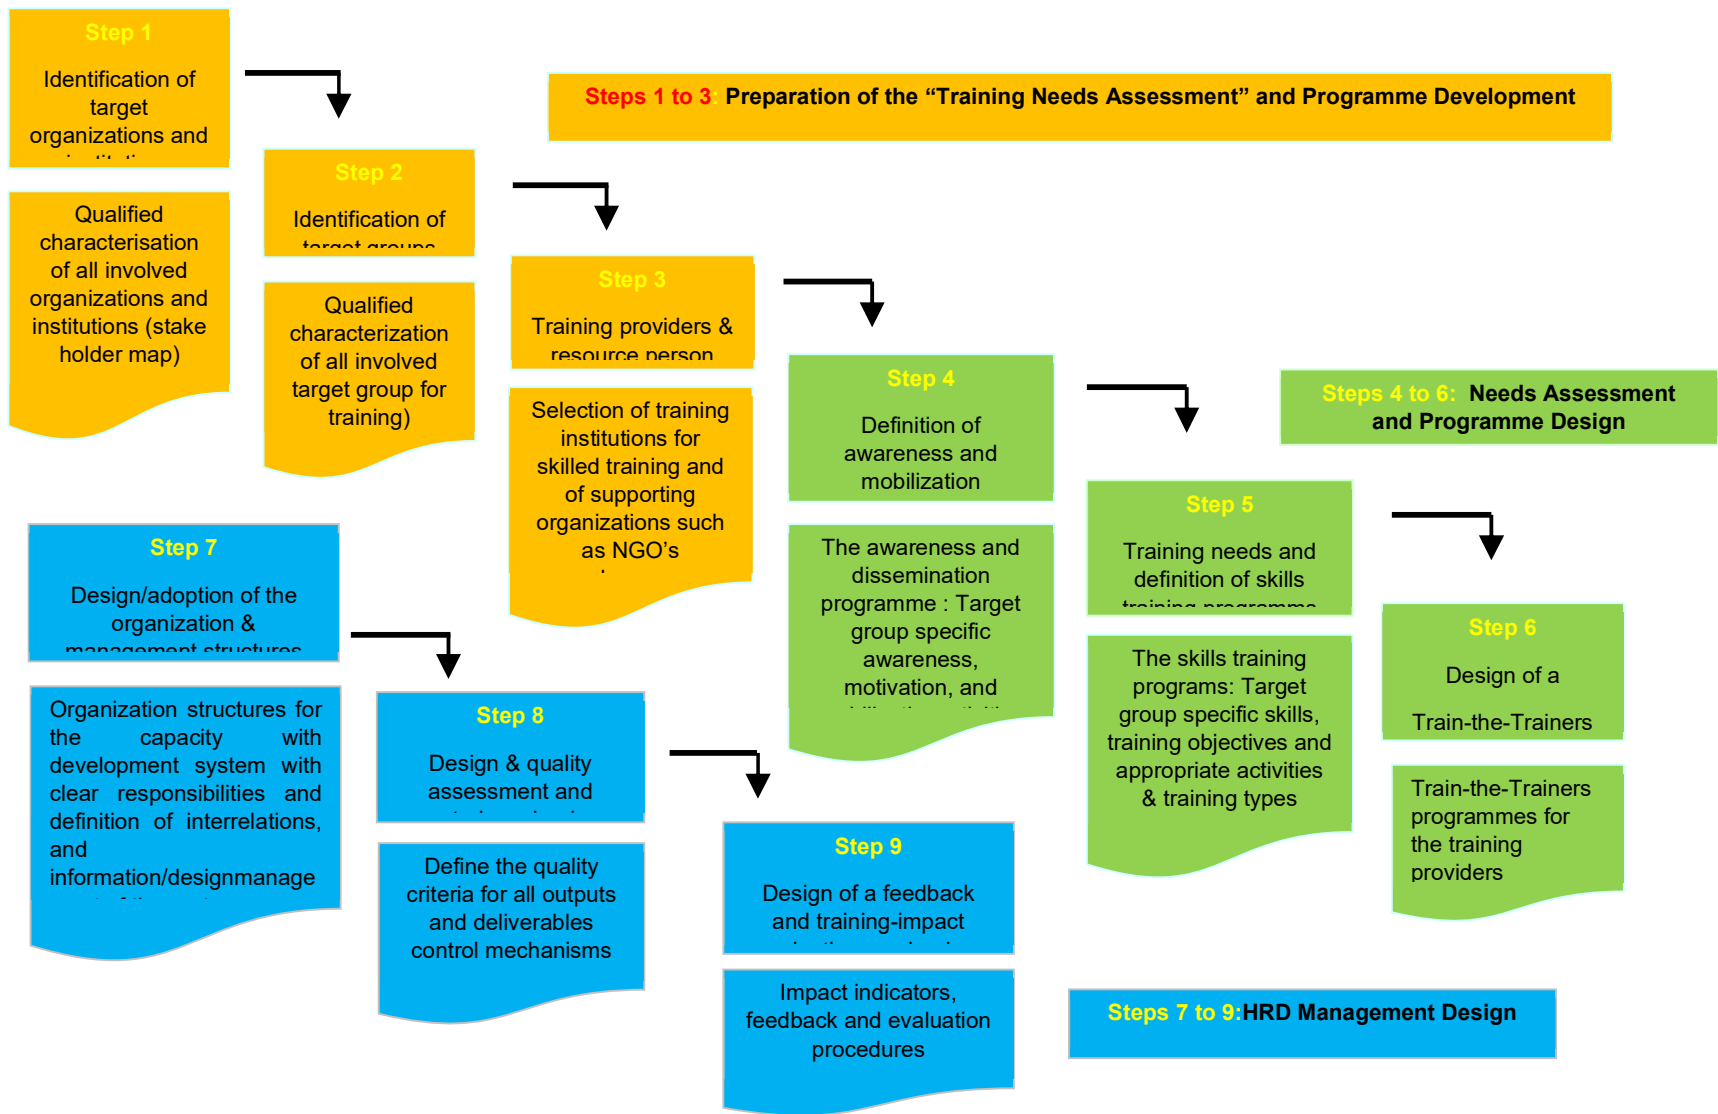 Step 1
Identification of
target
organizations and
Qualified
characterisation
of all involved
organizations and
institutions (stake
holder map)
Steps 1 to 3: Preparation of the “Training Needs Assessment” and Programme Development
Step 2
Identification of
target groups
Qualified
characterization
of all involved
target group for
training)
Step 3
Training providers &
resource person
Selection of training
institutions for
skilled training and
of supporting
organizations such
as NGO’s
Step 4
Definition of
awareness and
mobilization
The awareness and
dissemination
programme : Target
group specific
awareness,
motivation, and
Steps 4 to 6: Needs Assessment
and Programme Design
Step 5
Training needs and
definition of skills
training programme
The skills training
programs: Target
group specific skills,
training objectives and
appropriate activities
& training types
Step 6
Design of a
Train-the-Trainers
Train-the-Trainers
programmes for
the training
providers
Step 7
Design/adoption of the
organization &
management structures
Organization structures for
the capacity with
development system with
clear responsibilities and
definition of interrelations,
and
information/designmanage
Step 8
Design & quality
assessment and
Define the quality
criteria for all outputs
and deliverables
control mechanisms
Step 9
Design of a feedback
and training-impact
Impact indicators,
feedback and evaluation
procedures
Steps 7 to 9:HRD Management Design